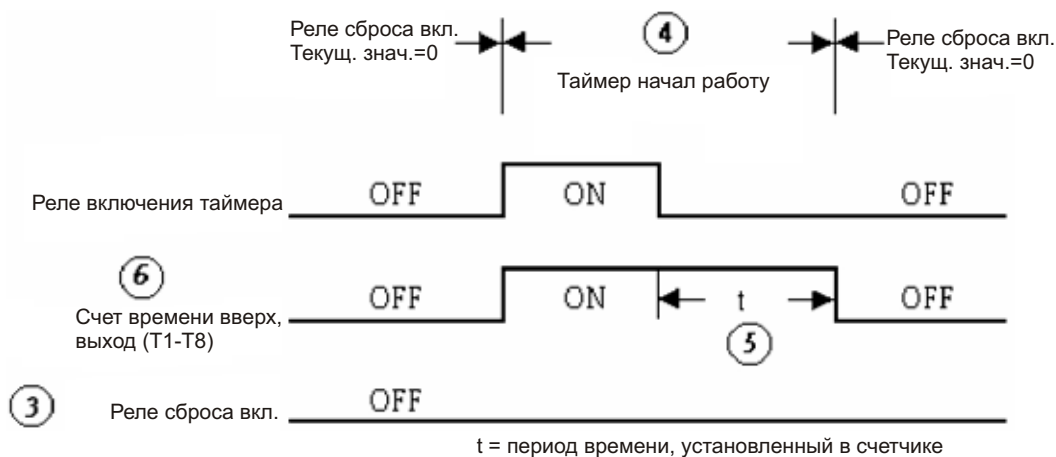 Реле сброса вкл.
Текущ. знач.=0
4
Реле сброса вкл.
Текущ. знач.=0
Таймер начал работу
Реле включения таймера
OFF
ON
OFF
6
Счет времени вверх,
выход (Т1-Т8)
OFF
ON
t
OFF
5
3
Реле сброса вкл.
OFF
t = период времени, установленный в счетчике